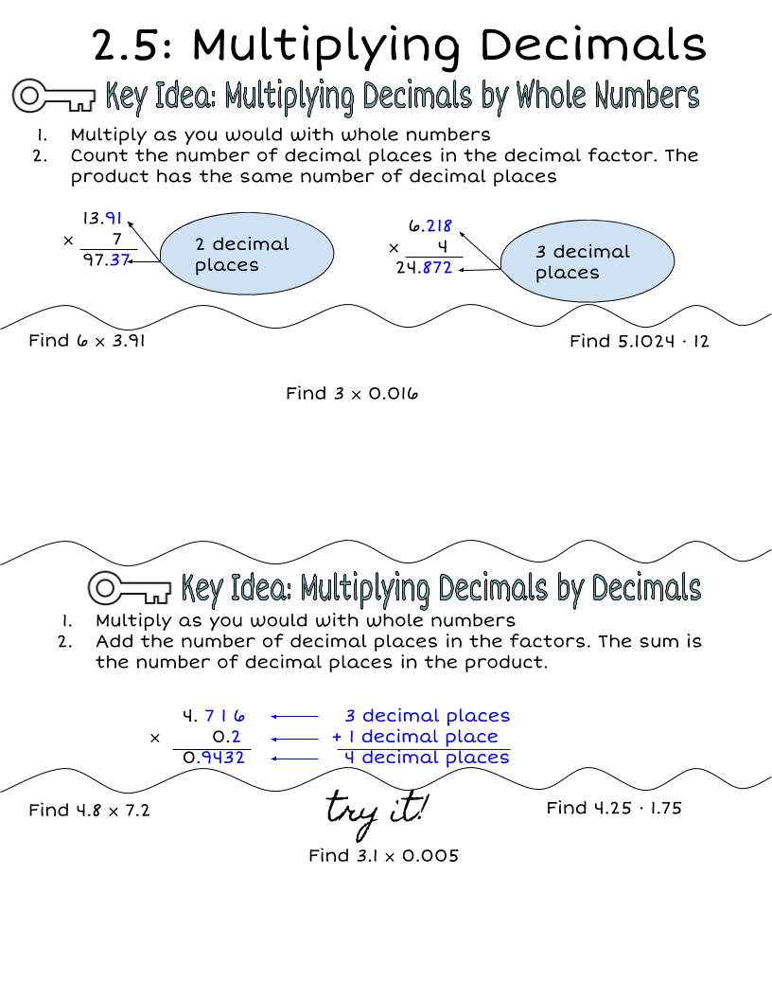 2.5: Multiplying Decimals
Key Idea: Multiplying Decimals by Whole Numbers
1. Multiply as you would with whole numbers
2. Count the number of decimal places in the decimal factor. The
product has the same number of decimal places
13.91
× 7
97.37
2 decimal
places
6.218
× 4
24.872
3 decimal
places
Find 6 × 3.91
Find 5.1024 · 12
Find 3 × 0.016
Key Idea: Multiplying Decimals by Decimals
1. Multiply as you would with whole numbers
2. Add the number of decimal places in the factors. The sum is
the number of decimal places in the product.
4. 7 1 6 3 decimal places
× 0.2 + 1 decimal place
0.9432 4 decimal places
try it!
Find 4.8 × 7.2
Find 4.25 · 1.75
Find 3.1 × 0.005